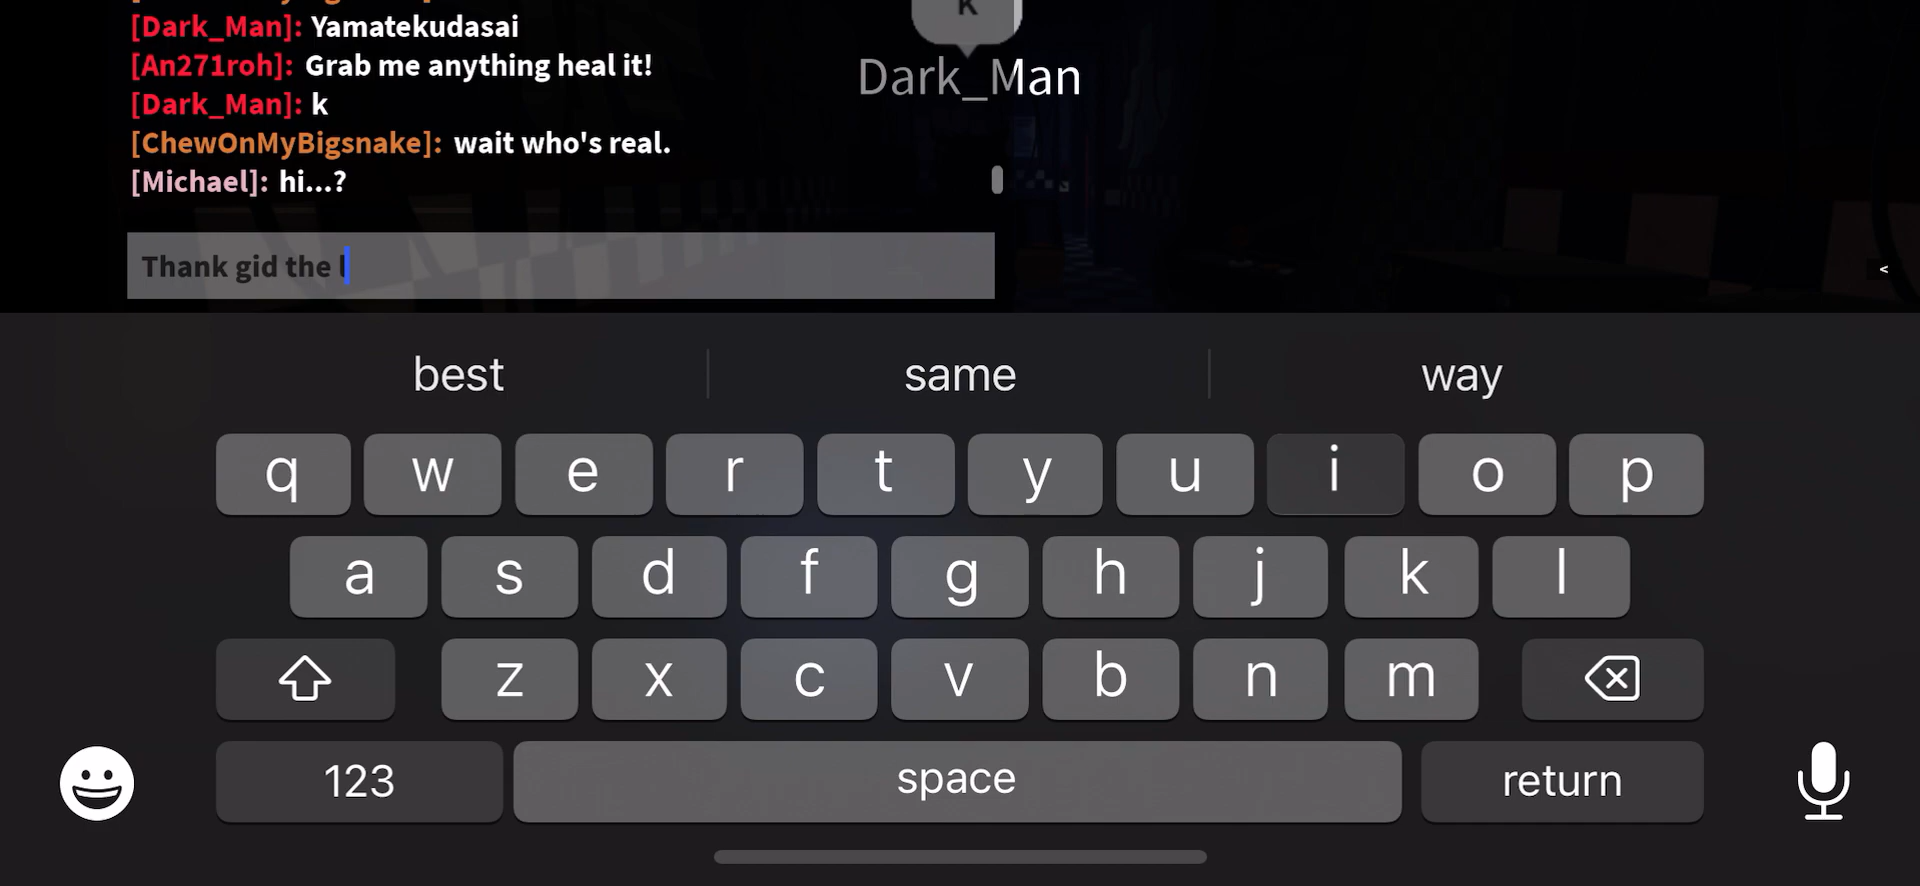 [Dark_Man]: Yamatekudasai
[An271roh]: Grab me anything heal it!
[Dark_Man]: k
[ChewOnMyBigsnake]: wait who's real.
[Michael]: hi...?
K
Dark_Man
Thank gid the l
<
best same way
q w e r t y u i o p
a s d f g h j k l
z x c v b n m
123 space return